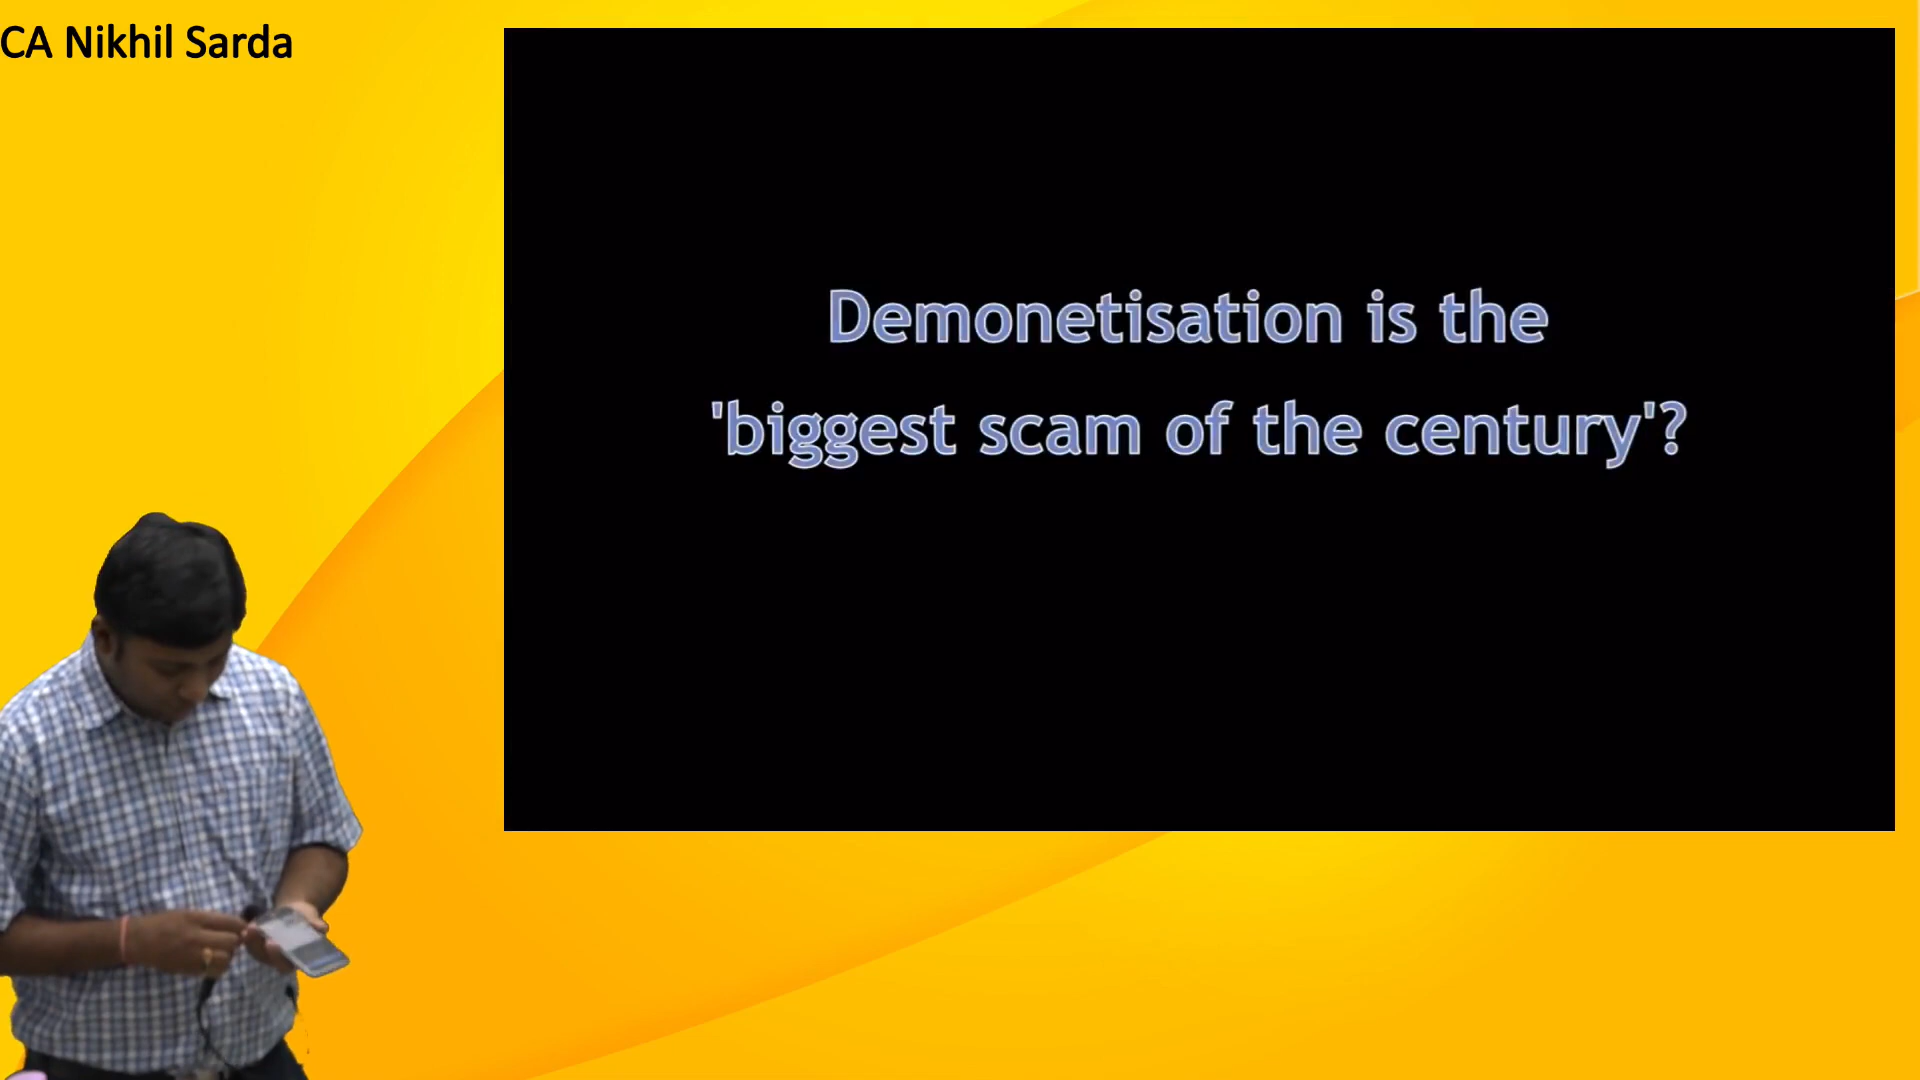 CA Nikhil Sarda
Demonetisation is the
'biggest scam of the century'?